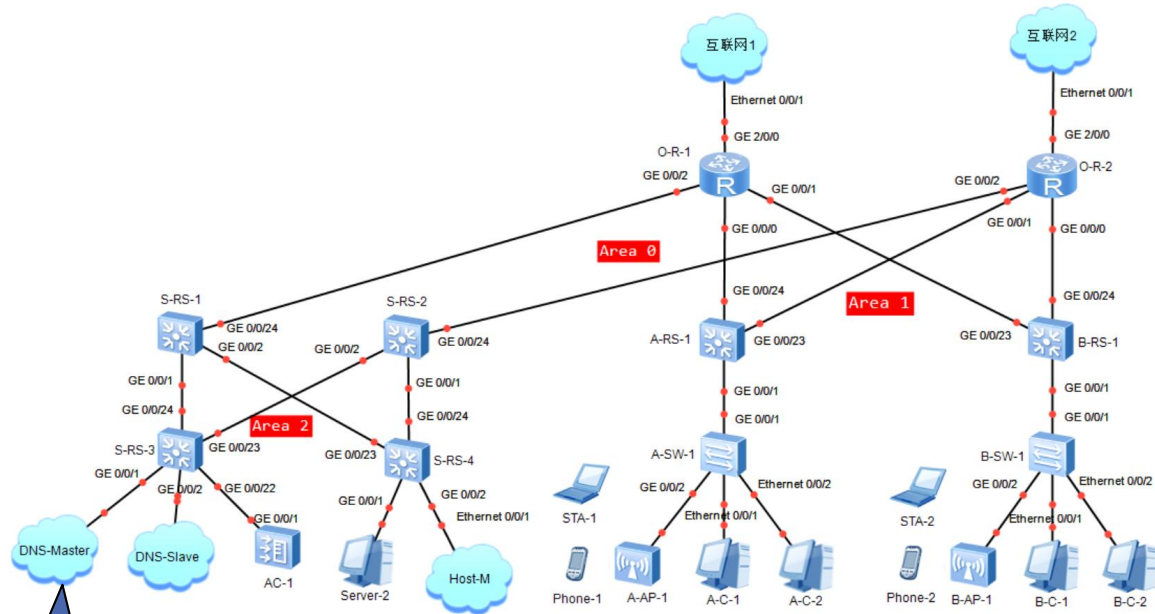 互联网1
互联网2
Ethernet 0/0/1
Ethernet 0/0/1
GE 2/0/0
GE 2/0/0
O-R-1
O-R-2
R
R
GE 0/0/2
GE 0/0/1
GE 0/0/2
GE 0/0/1
GE 0/0/0
GE 0/0/0
Area 0
Area 1
S-RS-1
S-RS-2
GE 0/0/24
GE 0/0/2
GE 0/0/2
GE 0/0/24
GE 0/0/24
GE 0/0/24
A-RS-1
GE 0/0/23
GE 0/0/23
B-RS-1
GE 0/0/1
GE 0/0/1
GE 0/0/1
GE 0/0/1
GE 0/0/24
GE 0/0/24
GE 0/0/1
GE 0/0/1
Area 2
S-RS-3
GE 0/0/23
GE 0/0/23
S-RS-4
A-SW-1
B-SW-1
GE 0/0/1
GE 0/0/2
GE 0/0/22
GE 0/0/1
GE 0/0/2
GE 0/0/2
Ethernet 0/0/2
GE 0/0/2
Ethernet 0/0/2
GE 0/0/1
Ethernet 0/0/1
STA-1
Ethernet 0/0/1
STA-2
Ethernet 0/0/1
DNS-Master
DNS-Slave
AC-1
Server-2
Host-M
Phone-1
A-AP-1
A-C-1
A-C-2
Phone-2
B-AP-1
B-C-1
B-C-2